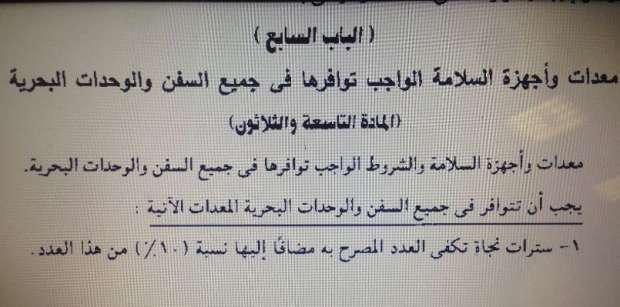 ( الباب السابع )
معدات وأجهزة السلامة الواجب توافرها فى جميع السفن والوحدات البحرية
(المادة التاسعة والثلاثون)
معدات وأجهزة السلامة والشروط الواجب توافرها فى جميع السفن والوحدات البحرية.
يجب أن تتوافر فى جميع السفن والوحدات البحرية المعدات الآتية :
١- سترات نجاة تكفى العدد المصرح به مضافًا إليها نسبة (١٠٪) من هذا العدد.